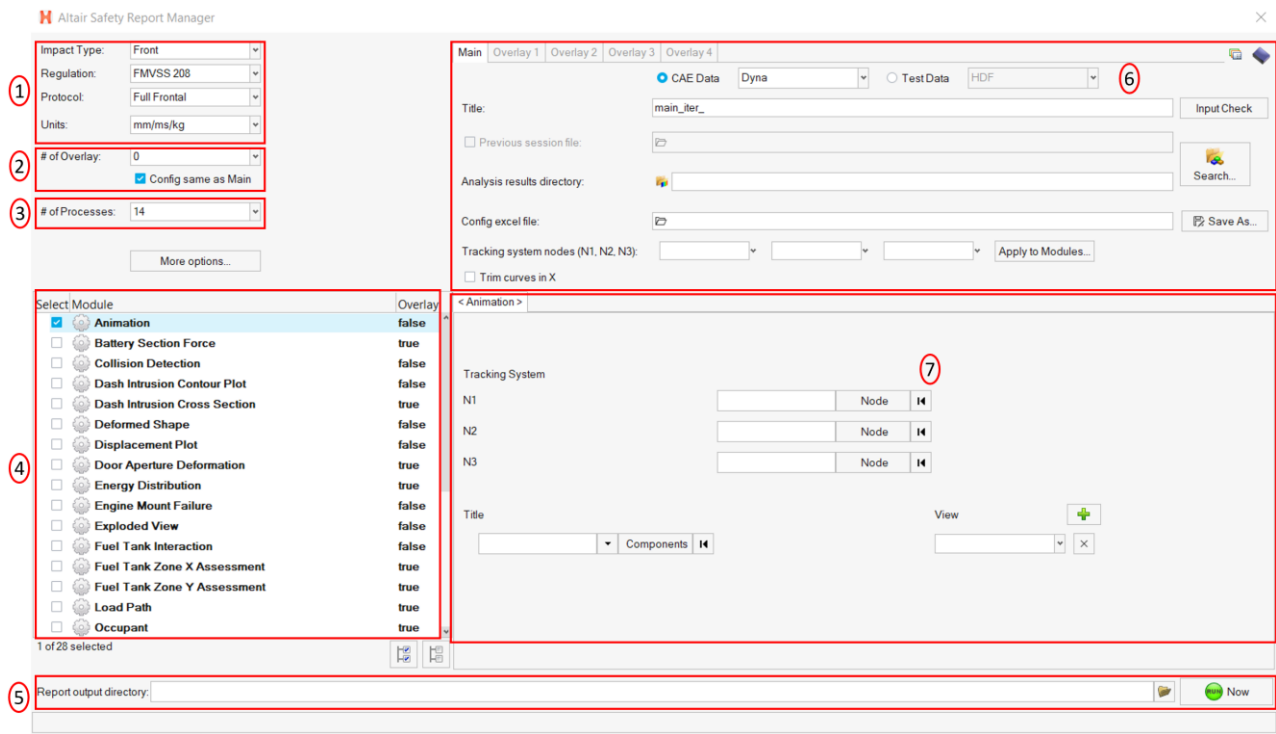 Altair Safety Report Manager
1
Impact Type: Front
Regulation: FMVSS 208
Protocol: Full Frontal
Units: mm/ms/kg
2
# of Overlay: 0
Config same as Main
3
# of Processes: 14
More options...
Main Overlay 1 Overlay 2 Overlay 3 Overlay 4
CAE Data Dyna Test Data HDF 6
Title: main_iter_ Input Check
Previous session file:
Search...
Analysis results directory:
Config excel file: Save As...
Tracking system nodes (N1, N2, N3): Apply to Modules...
Trim curves in X
4
Select Module Overlay
Animation false
Battery Section Force true
Collision Detection false
Dash Intrusion Contour Plot false
Dash Intrusion Cross Section true
Deformed Shape false
Displacement Plot false
Door Aperture Deformation true
Energy Distribution true
Engine Mount Failure false
Exploded View false
Fuel Tank Interaction false
Fuel Tank Zone X Assessment true
Fuel Tank Zone Y Assessment true
Load Path true
Occupant true
1 of 28 selected
< Animation >
7
Tracking System
N1 Node
N2 Node
N3 Node
Title View
Components
5
Report output directory: RUN Now